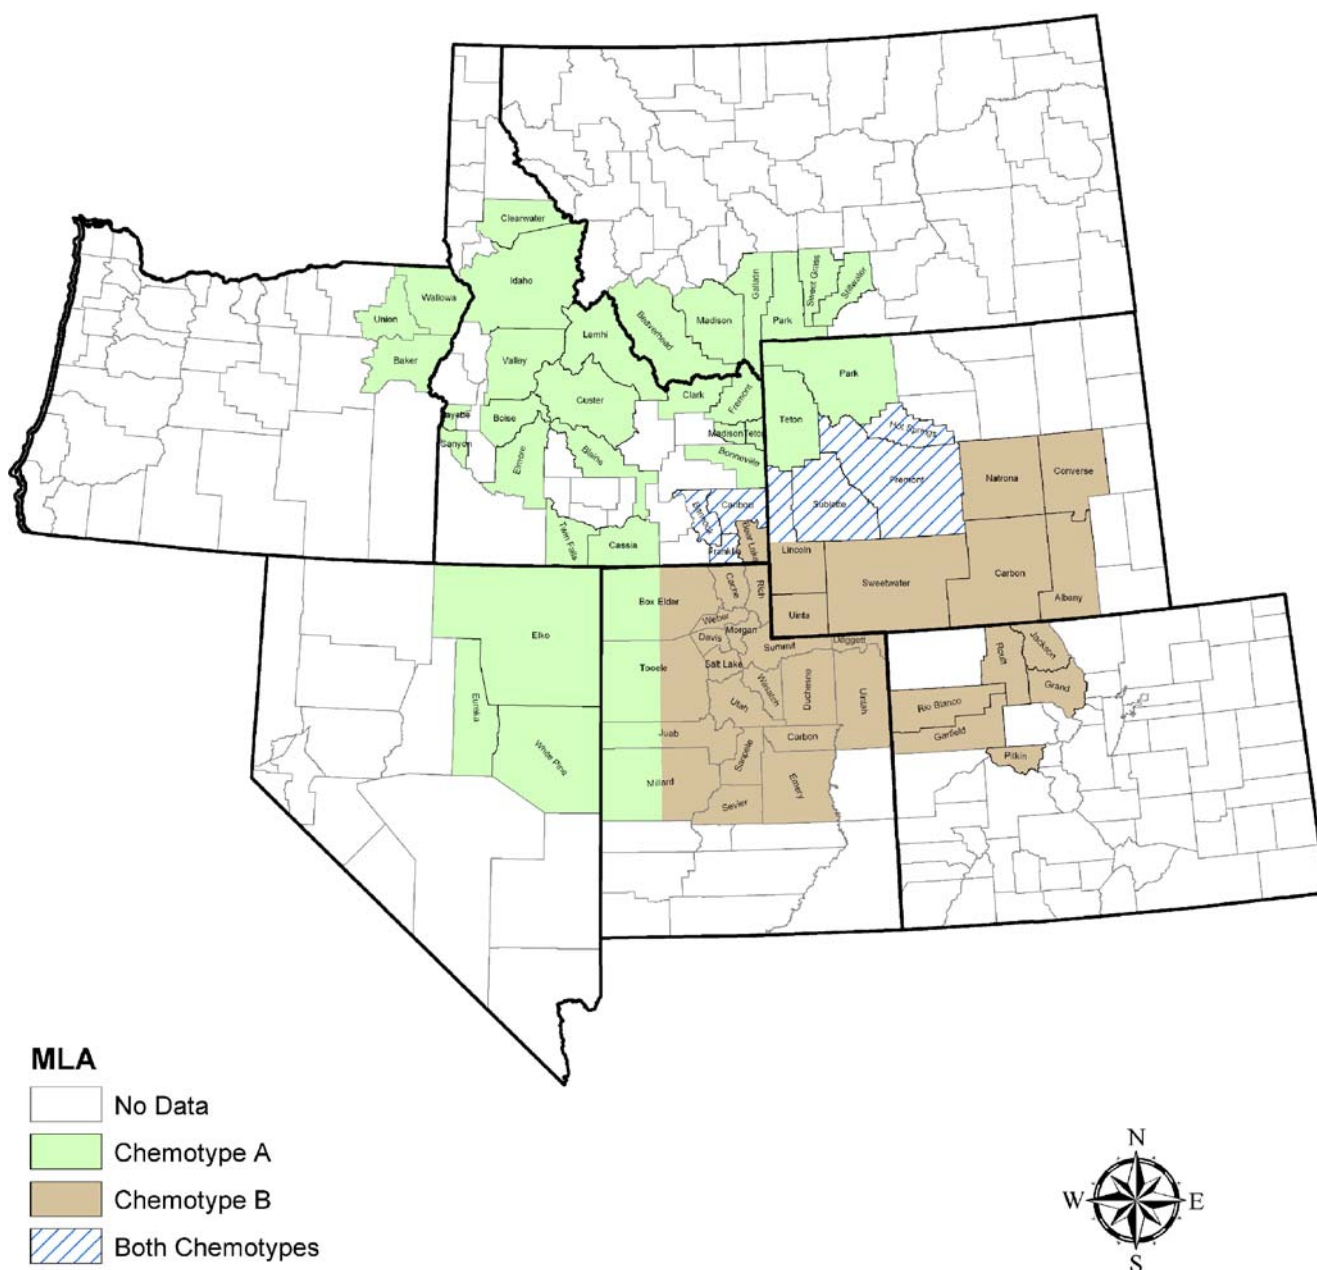 Clearwater
Idaho
Wallowa
Union
Baker
Lemhi
Valley
Custer
Boise
Elmore
Blaine
Clark
Fremont
Madison
Teton
Bonneville
Caribou
Bannock
Franklin
Bear Lake
Twin Falls
Cassia
Beaverhead
Madison
Gallatin
Park
Sweet Grass
Stillwater
Park
Teton
Hot Springs
Fremont
Sublette
Natrona
Converse
Lincoln
Sweetwater
Carbon
Albany
Uinta
Elko
Eureka
White Pine
Box Elder
Cache
Rich
Weber
Morgan
Davis
Summit
Daggett
Tooele
Salt Lake
Wasatch
Duchesne
Uintah
Utah
Juab
Carbon
Sanpete
Millard
Emery
Sevier
Routt
Jackson
Grand
Rio Blanco
Garfield
Pitkin
MLA
No Data
Chemotype A
Chemotype B
Both Chemotypes
N
W
E
S